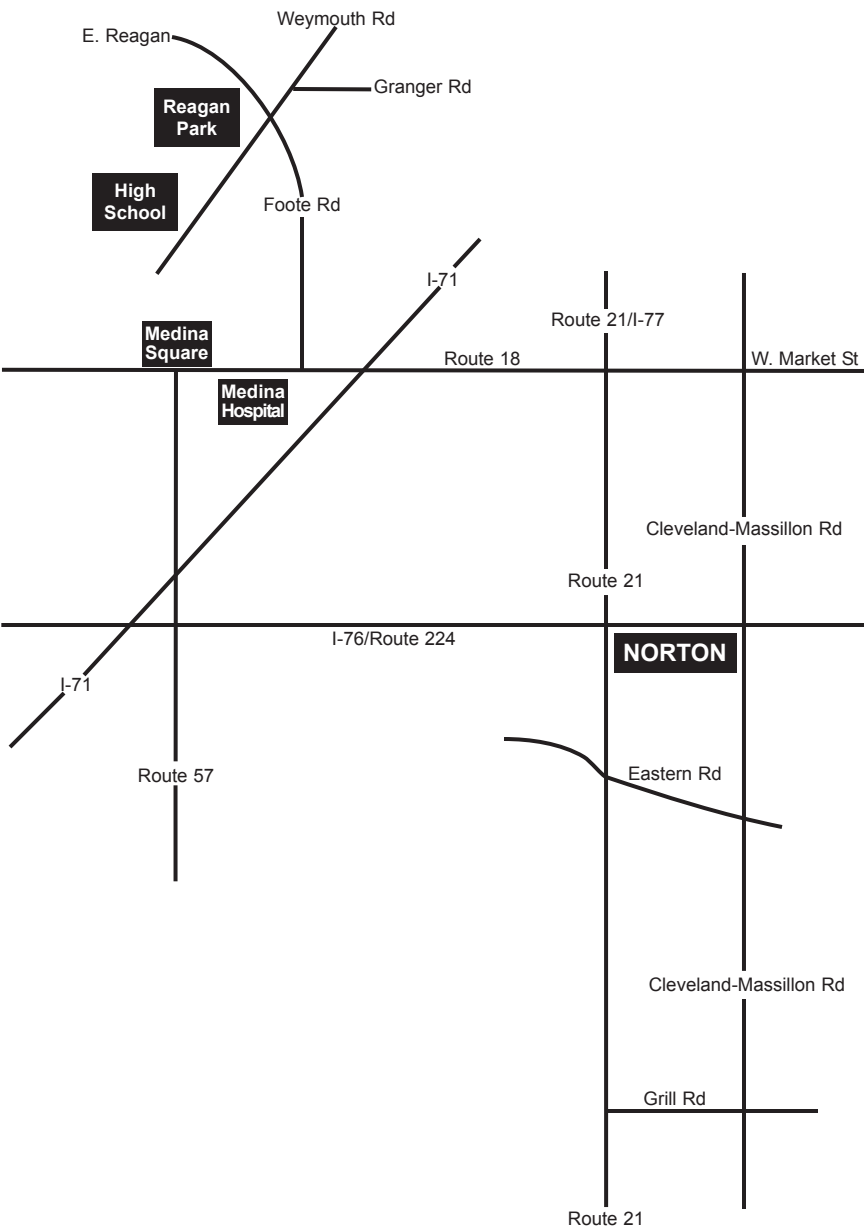 Weymouth Rd
E. Reagan
Granger Rd
Reagan
Park
High
School
Foote Rd
I-71
Route 21/I-77
Medina
Square
Route 18
W. Market St
Medina
Hospital
Cleveland-Massillon Rd
Route 21
I-76/Route 224
NORTON
I-71
Route 57
Eastern Rd
Cleveland-Massillon Rd
Grill Rd
Route 21